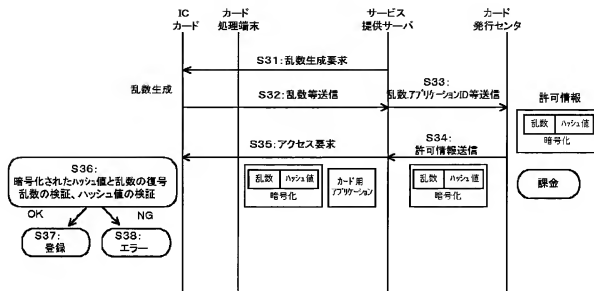 IC
カード
カード
処理端末
サービス
提供サーバ
カード
発行センタ
S31:乱数生成要求
乱数生成
S32:乱数等送信
S33:
乱数、アプリケーションID等送信
許可情報
乱数 ハッシュ値
暗号化
S34:
許可情報送信
S35:アクセス要求
乱数 ハッシュ値
暗号化
カード用
アプリケーション
乱数 ハッシュ値
暗号化
課金
S36:
暗号化されたハッシュ値と乱数の復号
乱数の検証、ハッシュ値の検証
OK
NG
S37:
登録
S38:
エラー